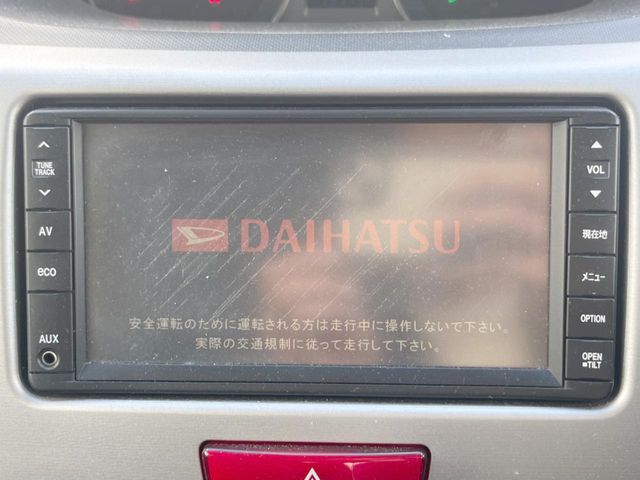 TUNE
TRACK
AV
eco
AUX
DAIHATSU
安全運転のために運転される方は走行中に操作しないで下さい。
実際の交通規制に従って走行して下さい。
VOL
現在地
メニュー
OPTION
OPEN
■TILT